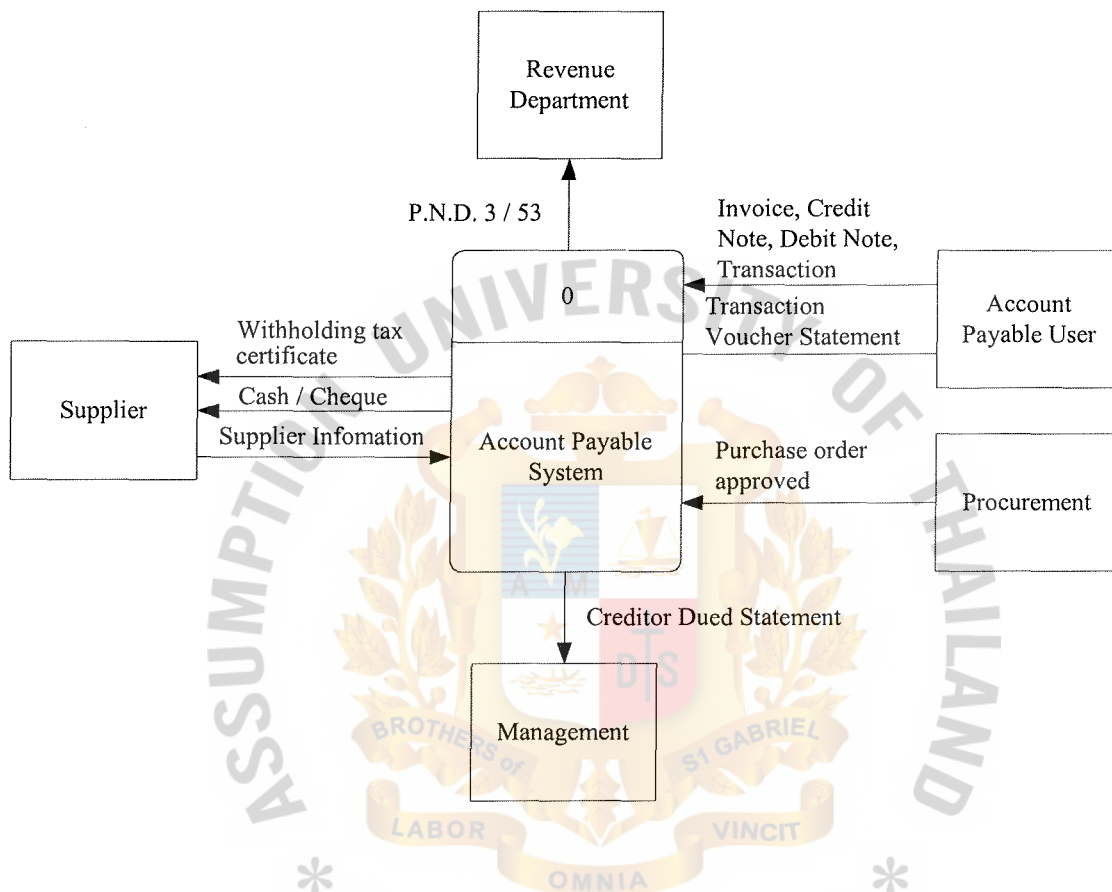 Revenue
Department
P.N.D. 3 / 53
Invoice, Credit
Note, Debit Note,
Transaction
0
Transaction
Voucher Statement
Account
Payable User
Withholding tax
certificate
Cash / Cheque
Supplier Infomation
Supplier
Account Payable
System
Purchase order
approved
Procurement
Creditor Dued Statement
Management
ASSUMPTION UNIVERSITY OF THAILAND
A M
D S
BROTHERS of
S1 GABRIEL
LABOR
VINCIT
OMNIA